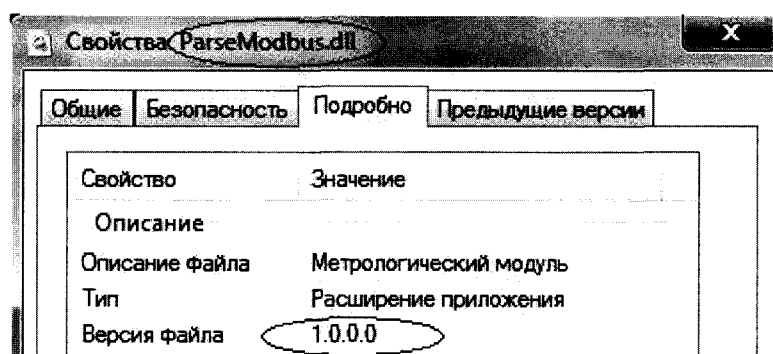 Свойства: ParseModbus.dll
Общие Безопасность Подробно Предыдущие версии
Свойство Значение
Описание
Описание файла Метрологический модуль
Тип Расширение приложения
Версия файла 1.0.0.0